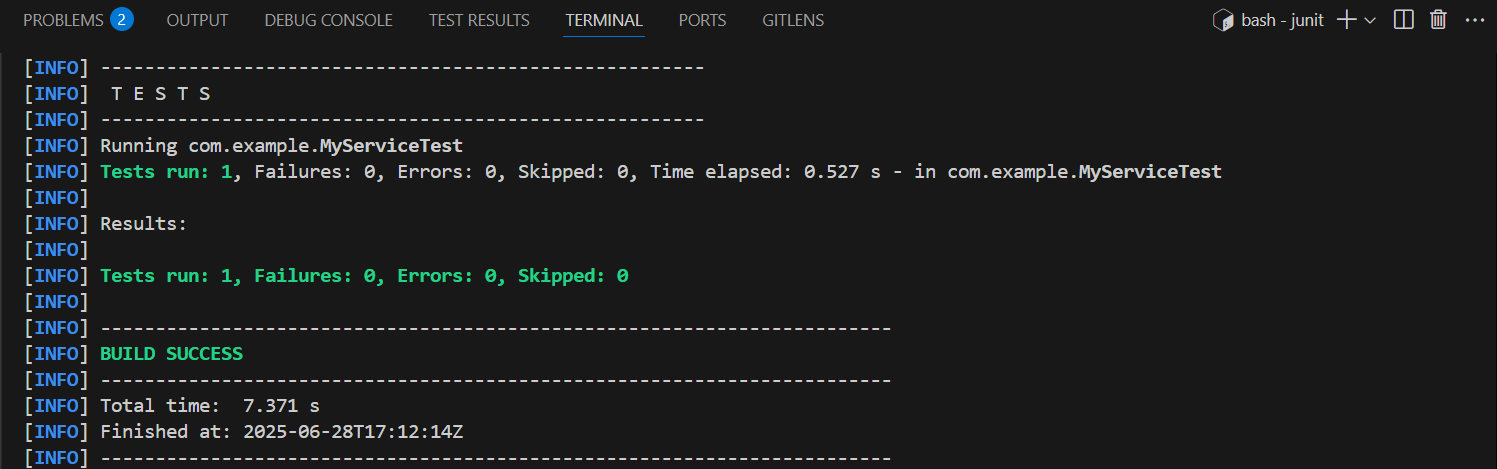 PROBLEMS 2 OUTPUT DEBUG CONSOLE TEST RESULTS TERMINAL PORTS GITLENS bash - junit
[INFO] -------------------------------------------------------
[INFO]  T E S T S
[INFO] -------------------------------------------------------
[INFO] Running com.example.MyServiceTest
[INFO] Tests run: 1, Failures: 0, Errors: 0, Skipped: 0, Time elapsed: 0.527 s - in com.example.MyServiceTest
[INFO]
[INFO] Results:
[INFO]
[INFO] Tests run: 1, Failures: 0, Errors: 0, Skipped: 0
[INFO]
[INFO] ------------------------------------------------------------------------
[INFO] BUILD SUCCESS
[INFO] ------------------------------------------------------------------------
[INFO] Total time:  7.371 s
[INFO] Finished at: 2025-06-28T17:12:14Z
[INFO] ------------------------------------------------------------------------